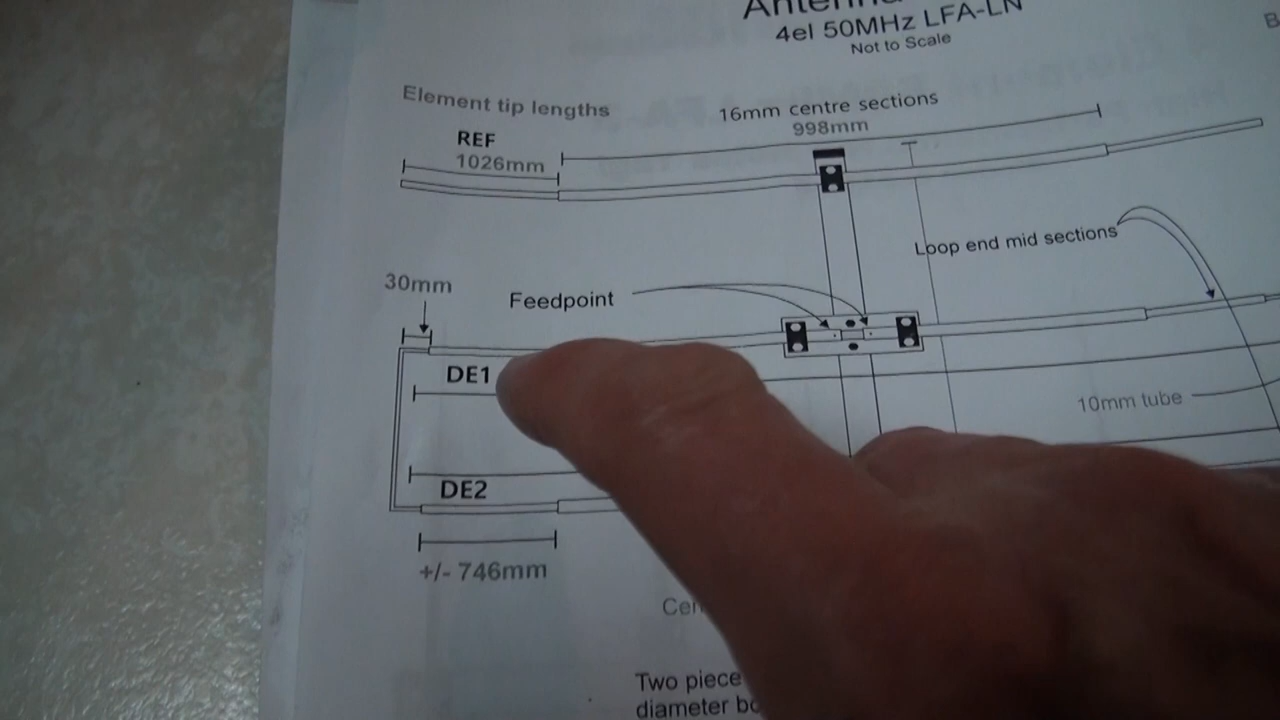 Antenna
4el 50MHz LFA-LN
Not to Scale
Element tip lengths
16mm centre sections
998mm
REF
1026mm
Loop end mid sections
30mm
Feedpoint
DE1
10mm tube
DE2
+/- 746mm
Two piece
diameter